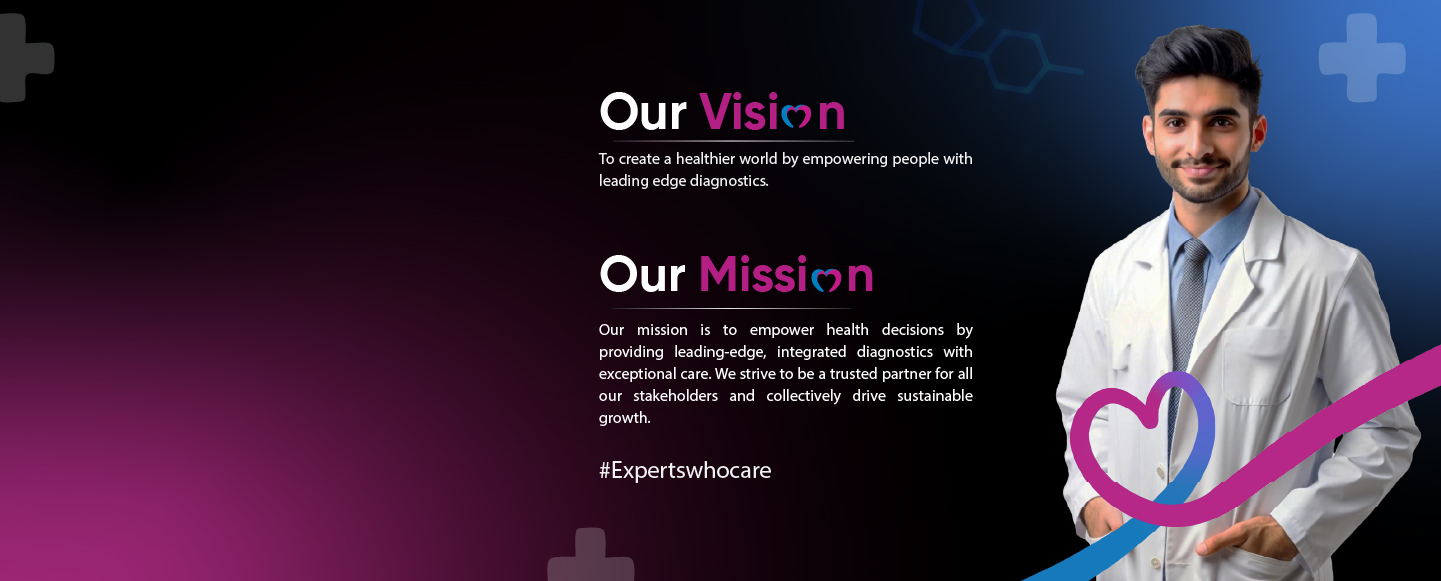 Our Vision
To create a healthier world by empowering people with
leading edge diagnostics.
Our Mission
Our mission is to empower health decisions by
providing leading-edge, integrated diagnostics with
exceptional care. We strive to be a trusted partner for all
our stakeholders and collectively drive sustainable
growth.
#Expertswhocare